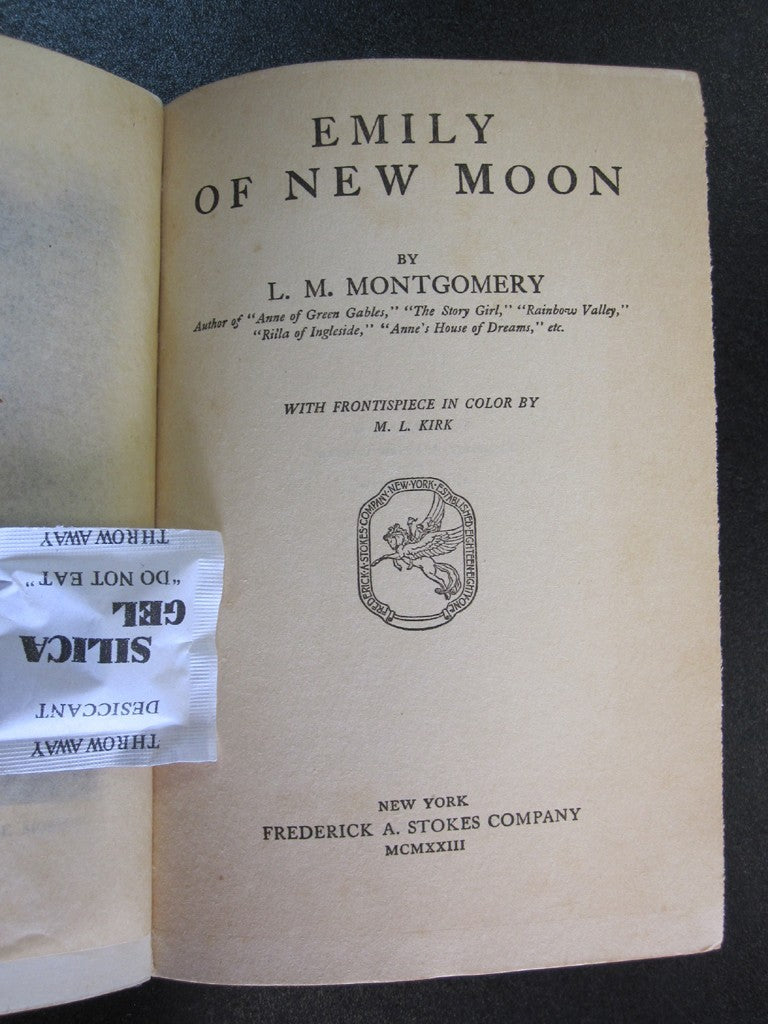 EMILY
OF NEW MOON
BY
L. M. MONTGOMERY
Author of "Anne of Green Gables," "The Story Girl," "Rainbow Valley,"
"Rilla of Ingleside," "Anne's House of Dreams," etc.
WITH FRONTISPIECE IN COLOR BY
M. L. KIRK
FREDERICK·A·STOKES·COMPANY·NEW·YORK·ESTABLISHED·EIGHTEEN·EIGHTYONE
NEW YORK
FREDERICK A. STOKES COMPANY
MCMXXIII
THROW AWAY
DESICCANT
SILICA
GEL
"DO NOT EAT"
THROW AWAY